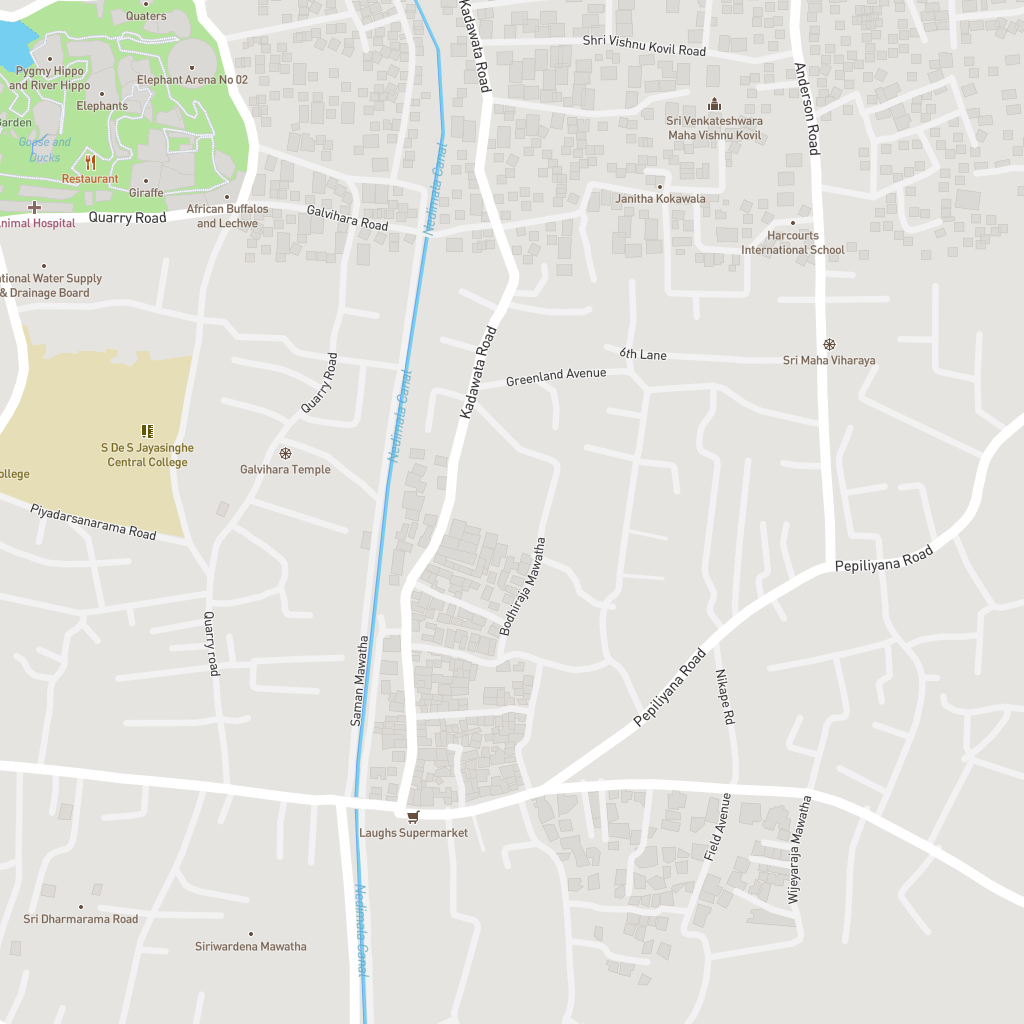 Quaters
Kadawata Road
Shri Vishnu Kovil Road
Pygmy Hippo
and River Hippo
Elephant Arena No 02
Anderson Road
Elephants
Sri Venkateshwara
Maha Vishnu Kovil
Garden
Goose and
Ducks
Restaurant
Giraffe
Nedimala Canal
Janitha Kokawala
African Buffalos
and Lechwe
Quarry Road
Galvihara Road
nimal Hospital
Harcourts
International School
tional Water Supply
& Drainage Board
Kadawata Road
6th Lane
Sri Maha Viharaya
Quarry Road
Greenland Avenue
Nedimala Canal
S De S Jayasinghe
Central College
Galvihara Temple
ollege
Piyadarsanarama Road
Pepiliyana Road
Bodhiraja Mawatha
Quarry road
Saman Mawatha
Pepiliyana Road
Nikape Rd
Laughs Supermarket
Field Avenue
Wijeyaraja Mawatha
Sri Dharmarama Road
Siriwardena Mawatha
Nedimala Canal